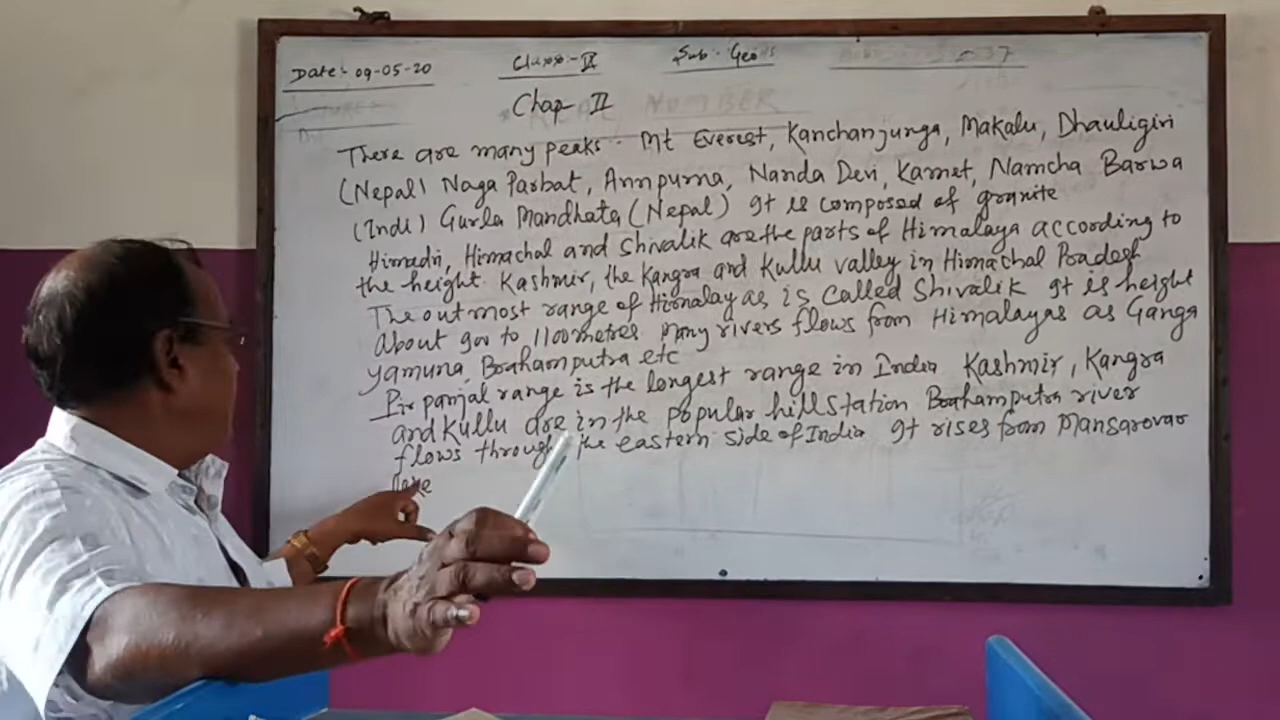 Date:- 09-05-20 Class:-IX Sub:- Geo 37
Chap- II
There are many peaks. Mt Everest, Kanchanjunga, Makalu, Dhauligiri
(Nepal) Naga Parbat, Annpurna, Nanda Devi, Kamet, Namcha Barwa
(Indi) Gurla Mandhata (Nepal) It is composed of granite
Himadri, Himachal and Shivalik are the parts of Himalaya according to
the height. Kashmir, the Kangra and Kullu valley in Himachal Pradesh
The outmost range of Himalayas is called Shivalik It is height
About 900 to 1100 metres Many rivers flows from Himalayas as Ganga
yamuna, Brahamputra etc
Pir panjal range is the longest range in India Kashmir, Kangra
and Kullu are in the popular hill station Brahamputra river
flows through the eastern side of India It rises from Mansarovar
lake